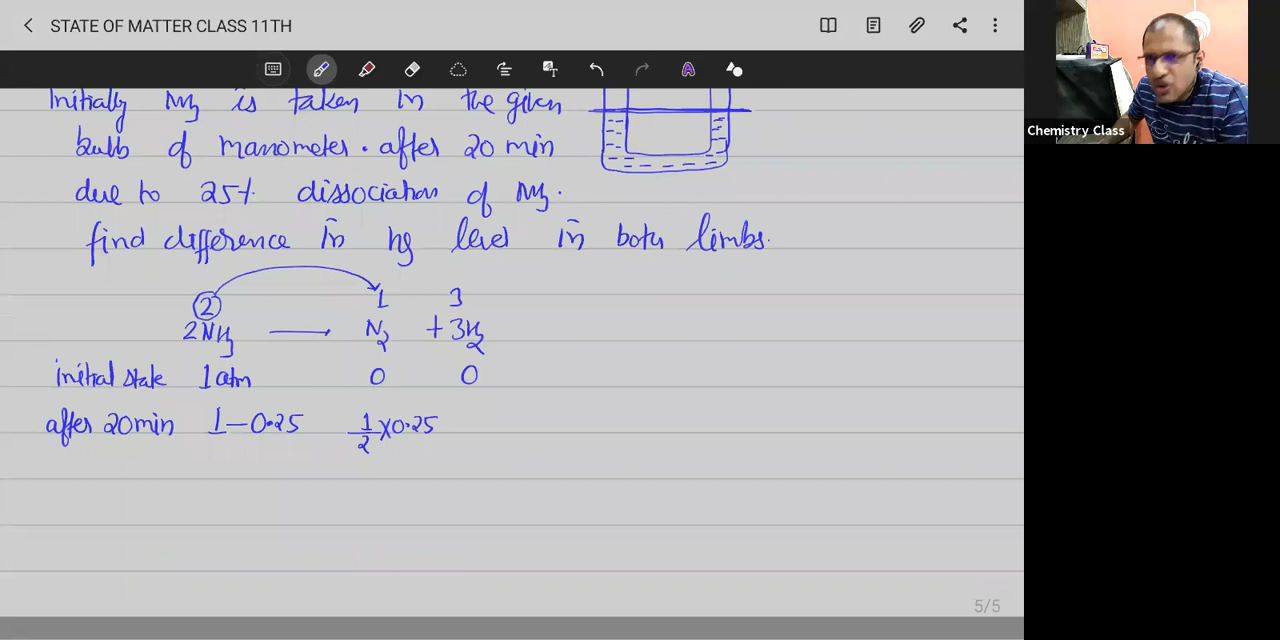 STATE OF MATTER CLASS 11TH
Initially NH3 is taken in the given
bulb of manometer. after 20 min
due to 25% dissociation of NH3.
find difference in hg level in both limbs.
2 1 3
2NH3 → N2 + 3H2
initial state 1 atm 0 0
after 20 min 1-0.25 1/2 × 0.25
5/5
Chemistry Class